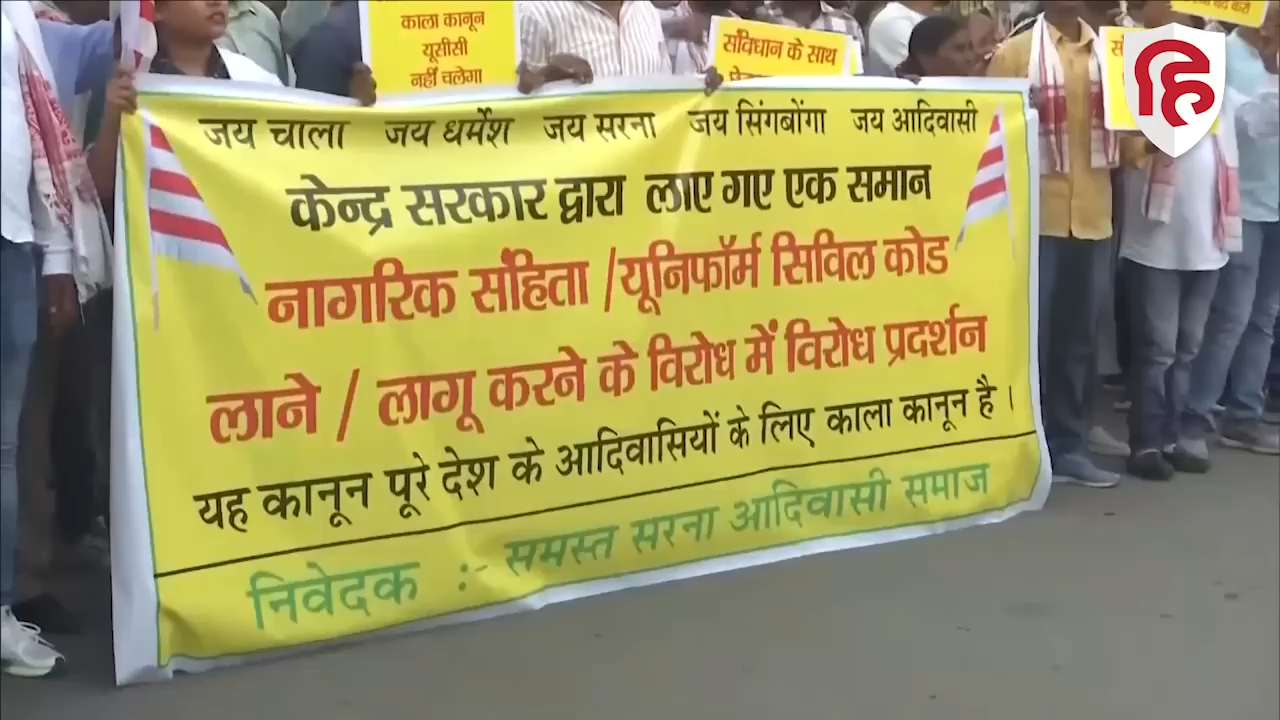 काला कानून
यूसीसी
नहीं चलेगा
संविधान के साथ
जय चाला जय धर्मेश जय सरना जय सिंगबोंगा जय आदिवासी
केन्द्र सरकार द्वारा लाए गए एक समान
नागरिक संहिता /यूनिफॉर्म सिविल कोड
लाने / लागू करने के विरोध में विरोध प्रदर्शन
यह कानून पूरे देश के आदिवासियों के लिए काला कानून है ।
निवेदक :- समस्त सरना आदिवासी समाज
हि